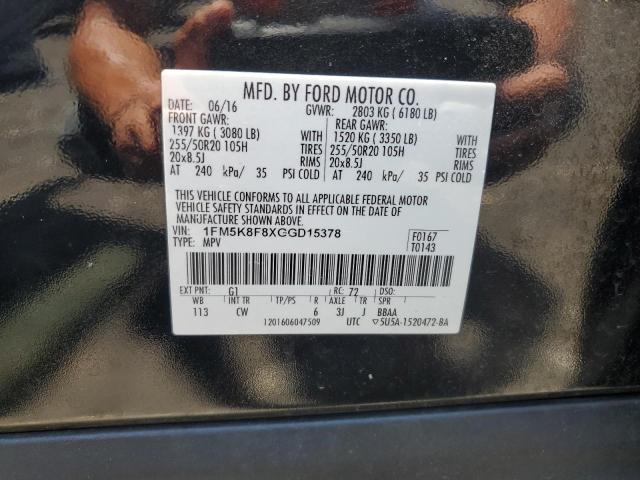 MFD. BY FORD MOTOR CO.
DATE: 06/16 GVWR: 2803 KG ( 6180 LB)
FRONT GAWR: REAR GAWR:
1397 KG ( 3080 LB) WITH 1520 KG ( 3350 LB) WITH
255/50R20 105H TIRES 255/50R20 105H TIRES
20x8.5J RIMS 20x8.5J RIMS
AT 240 kPa/ 35 PSI COLD AT 240 kPa/ 35 PSI COLD
THIS VEHICLE CONFORMS TO ALL APPLICABLE FEDERAL MOTOR
VEHICLE SAFETY STANDARDS IN EFFECT ON THE DATE OF
MANUFACTURE SHOWN ABOVE.
VIN: 1FM5K8F8XGGD15378 F0167
TYPE: MPV T0143
EXT PNT: G1 RC: 72 DSO:
WB INT TR TP/PS R AXLE TR SPR
113 CW 6 3J J BBAA
1201606047509 UTC ▽5U5A-1520472-BA